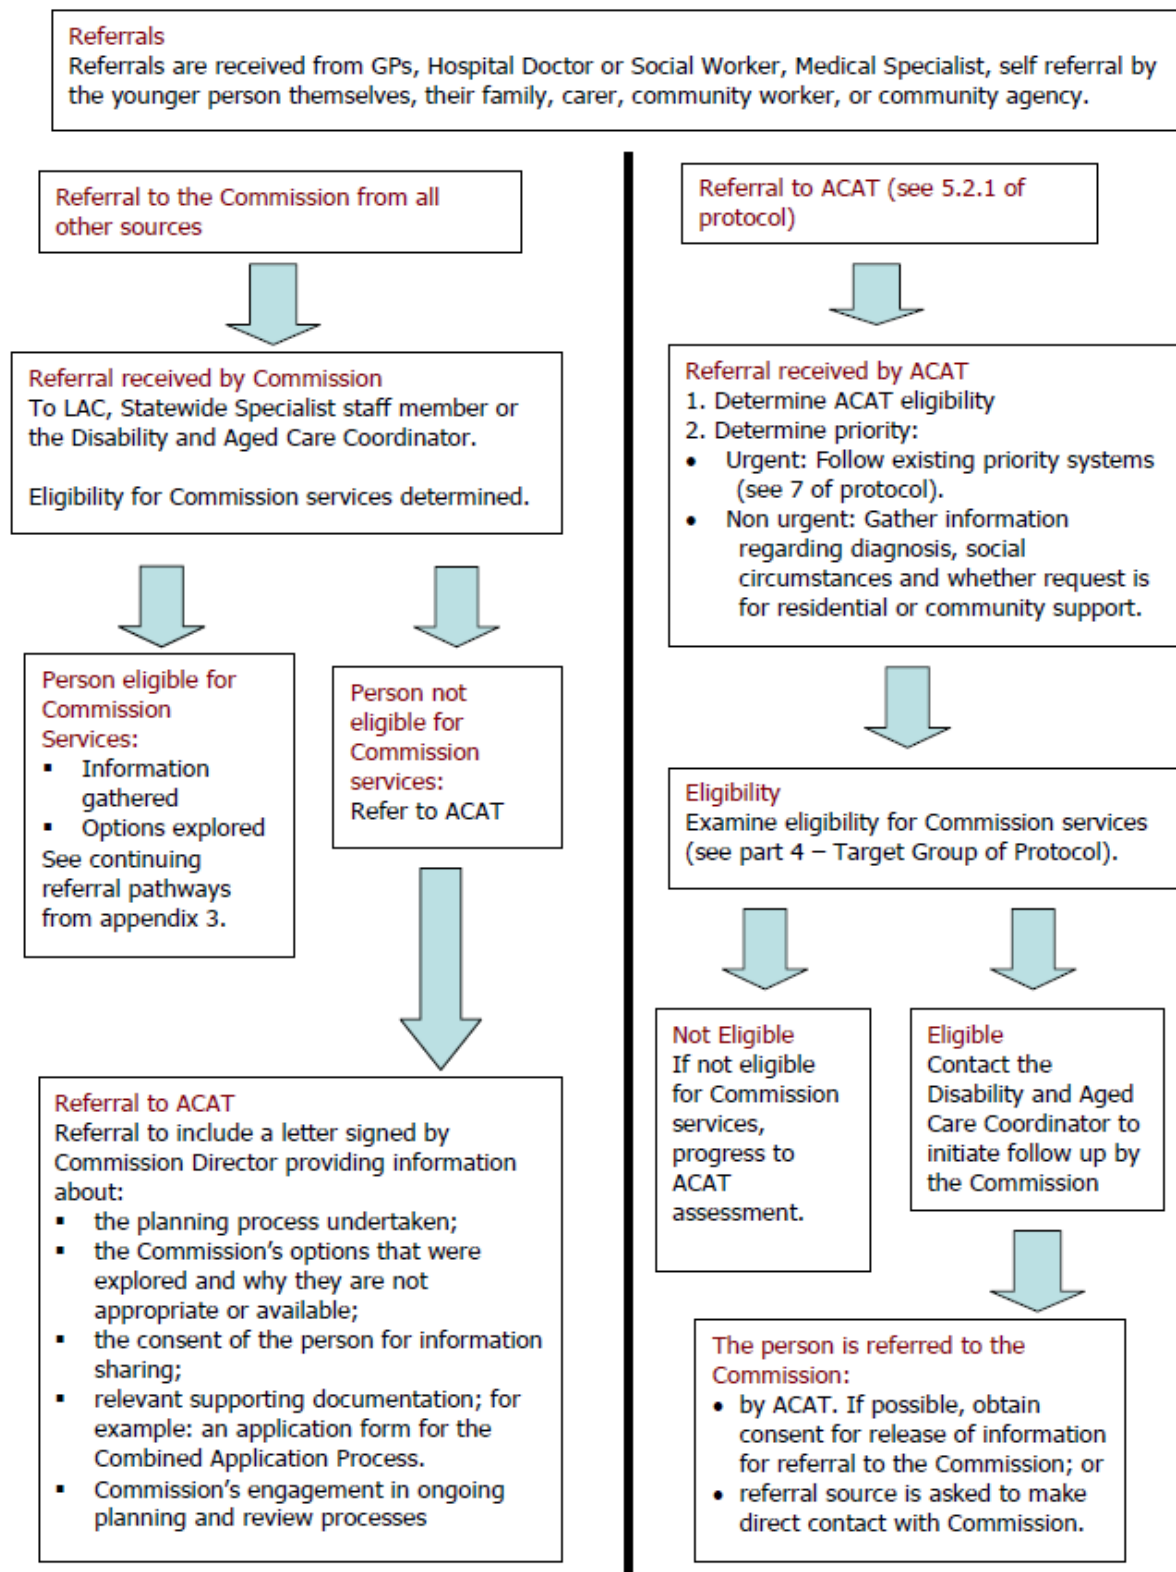 Referrals
Referrals are received from GPs, Hospital Doctor or Social Worker, Medical Specialist, self referral by
the younger person themselves, their family, carer, community worker, or community agency.
Referral to the Commission from all
other sources
Referral received by Commission
To LAC, Statewide Specialist staff member or
the Disability and Aged Care Coordinator.
Eligibility for Commission services determined.
Person eligible for
Commission
Services:
▪ Information
gathered
▪ Options explored
See continuing
referral pathways
from appendix 3.
Person not
eligible for
Commission
services:
Refer to ACAT
Referral to ACAT
Referral to include a letter signed by
Commission Director providing information
about:
▪ the planning process undertaken;
▪ the Commission's options that were
explored and why they are not
appropriate or available;
▪ the consent of the person for information
sharing;
▪ relevant supporting documentation; for
example: an application form for the
Combined Application Process.
▪ Commission's engagement in ongoing
planning and review processes
Referral to ACAT (see 5.2.1 of
protocol)
Referral received by ACAT
1. Determine ACAT eligibility
2. Determine priority:
• Urgent: Follow existing priority systems
(see 7 of protocol).
• Non urgent: Gather information
regarding diagnosis, social
circumstances and whether request is
for residential or community support.
Eligibility
Examine eligibility for Commission services
(see part 4 – Target Group of Protocol).
Not Eligible
If not eligible
for Commission
services,
progress to
ACAT
assessment.
Eligible
Contact the
Disability and Aged
Care Coordinator to
initiate follow up by
the Commission
The person is referred to the
Commission:
• by ACAT. If possible, obtain
consent for release of information
for referral to the Commission; or
• referral source is asked to make
direct contact with Commission.